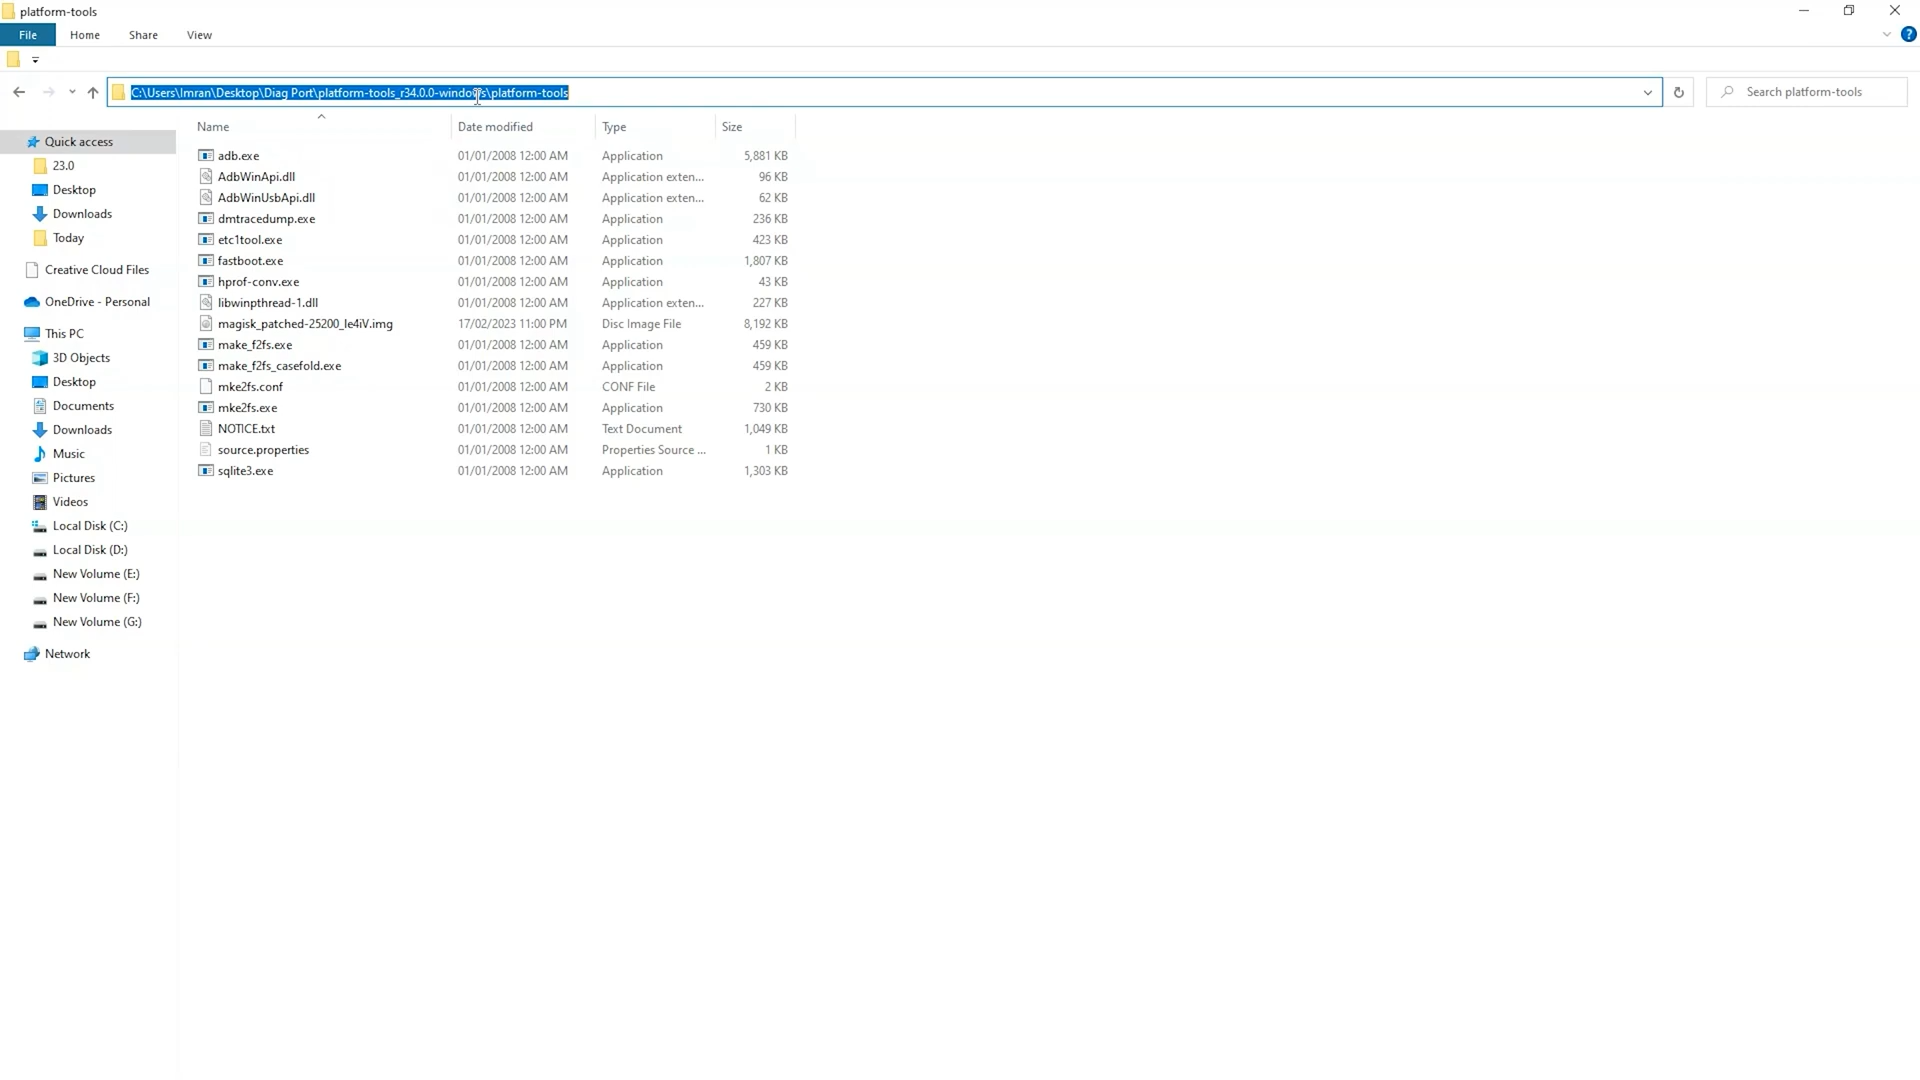 platform-tools
File Home Share View
C:\Users\Imran\Desktop\Diag Port\platform-tools_r34.0.0-windows\platform-tools
Search platform-tools
Name Date modified Type Size
Quick access
23.0
Desktop
Downloads
Today
Creative Cloud Files
OneDrive - Personal
This PC
3D Objects
Desktop
Documents
Downloads
Music
Pictures
Videos
Local Disk (C:)
Local Disk (D:)
New Volume (E:)
New Volume (F:)
New Volume (G:)
Network
adb.exe 01/01/2008 12:00 AM Application 5,881 KB
AdbWinApi.dll 01/01/2008 12:00 AM Application exten... 96 KB
AdbWinUsbApi.dll 01/01/2008 12:00 AM Application exten... 62 KB
dmtracedump.exe 01/01/2008 12:00 AM Application 236 KB
etc1tool.exe 01/01/2008 12:00 AM Application 423 KB
fastboot.exe 01/01/2008 12:00 AM Application 1,807 KB
hprof-conv.exe 01/01/2008 12:00 AM Application 43 KB
libwinpthread-1.dll 01/01/2008 12:00 AM Application exten... 227 KB
magisk_patched-25200_le4iV.img 17/02/2023 11:00 PM Disc Image File 8,192 KB
make_f2fs.exe 01/01/2008 12:00 AM Application 459 KB
make_f2fs_casefold.exe 01/01/2008 12:00 AM Application 459 KB
mke2fs.conf 01/01/2008 12:00 AM CONF File 2 KB
mke2fs.exe 01/01/2008 12:00 AM Application 730 KB
NOTICE.txt 01/01/2008 12:00 AM Text Document 1,049 KB
source.properties 01/01/2008 12:00 AM Properties Source ... 1 KB
sqlite3.exe 01/01/2008 12:00 AM Application 1,303 KB